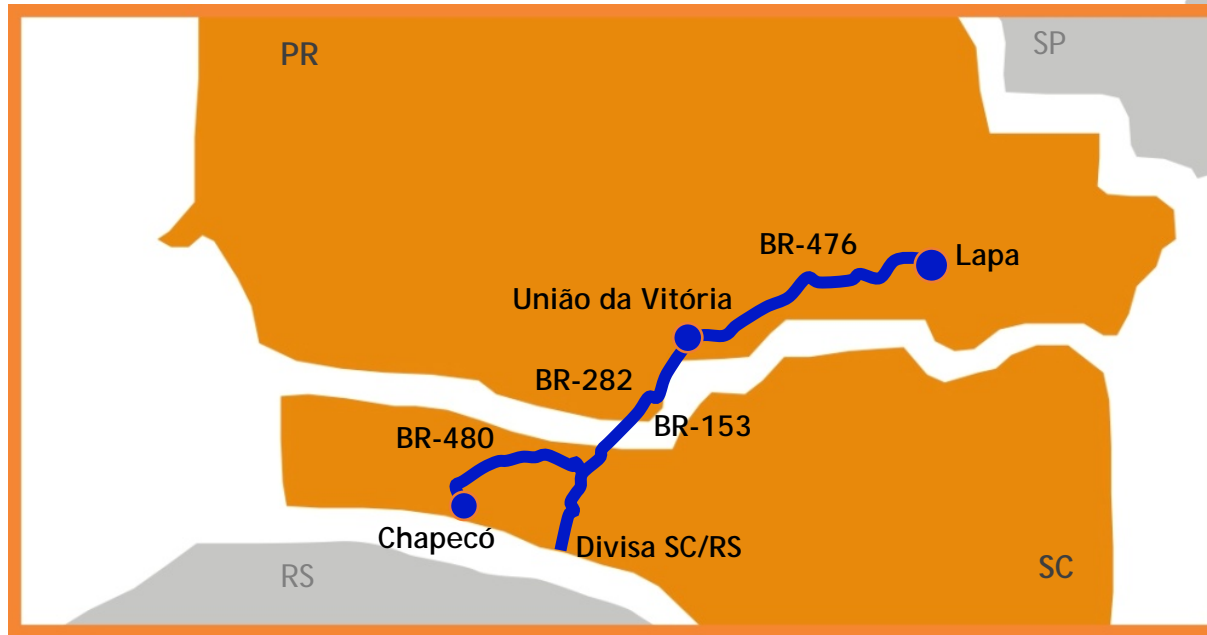 SP
PR
BR-476
Lapa
União da Vitória
BR-282
BR-153
BR-480
Chapecó
Divisa SC/RS
RS
SC